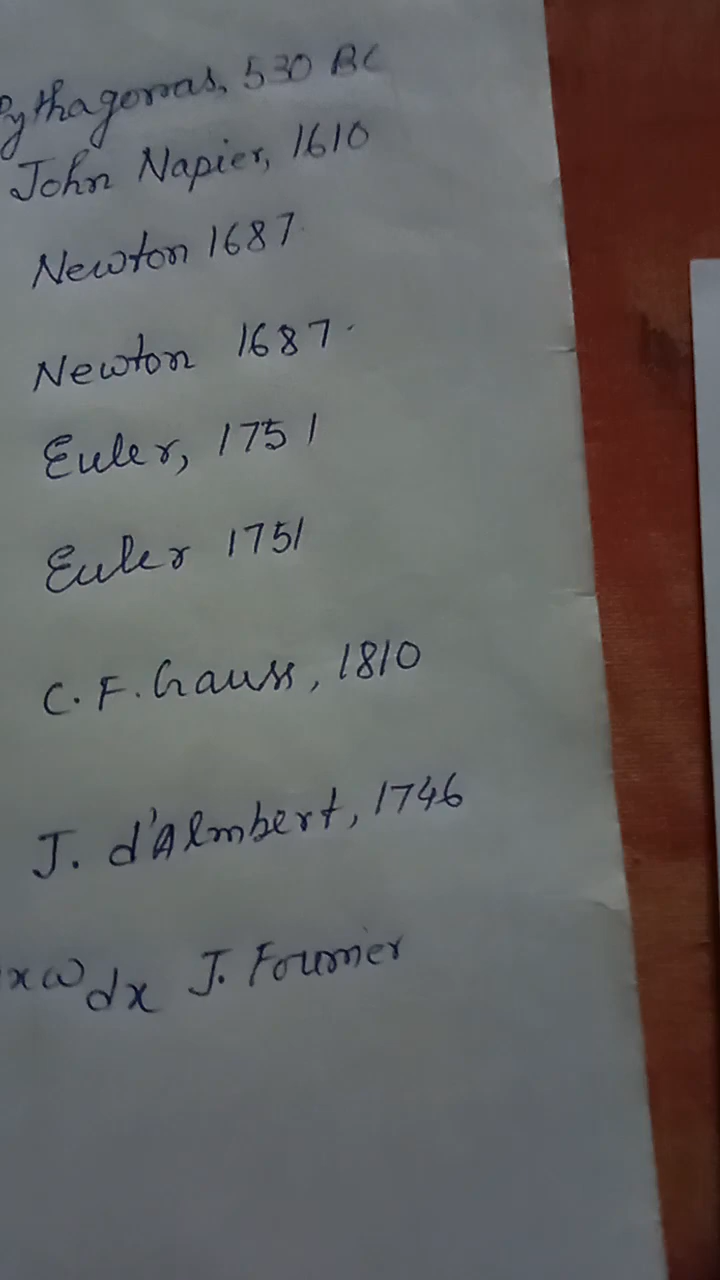 Pythagorras, 530 BC
John Napier, 1610
Newton 1687.
Newton 1687.
Euler, 1751
Euler 1751
C. F. Gauss, 1810
J. d'Almbert, 1746
xω dx J. Fourier